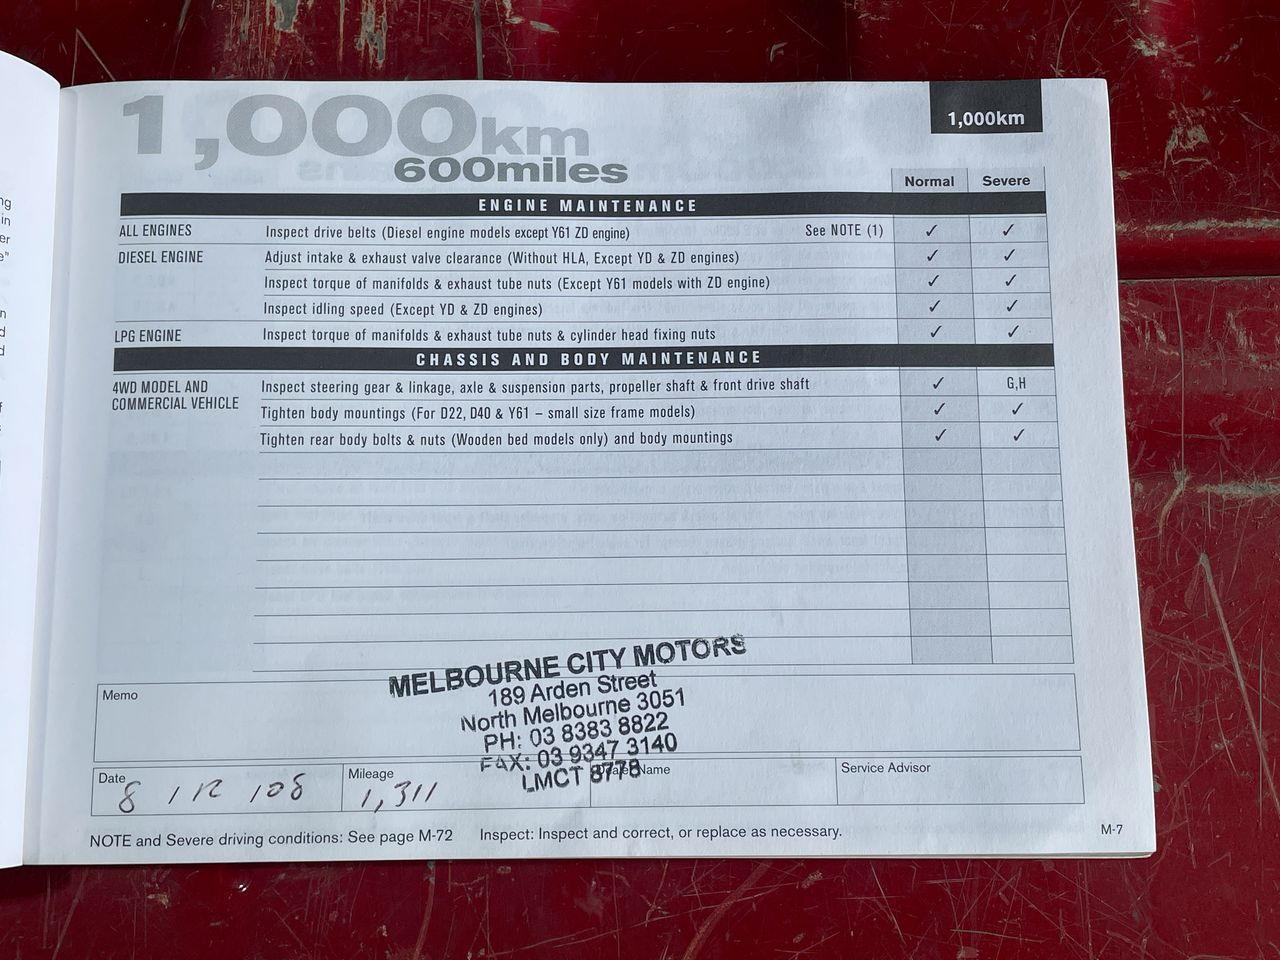 1,000km
600miles
1,000km
Normal Severe
ENGINE MAINTENANCE
ALL ENGINES Inspect drive belts (Diesel engine models except Y61 ZD engine) See NOTE (1) ✓ ✓
DIESEL ENGINE Adjust intake & exhaust valve clearance (Without HLA, Except YD & ZD engines) ✓ ✓
Inspect torque of manifolds & exhaust tube nuts (Except Y61 models with ZD engine) ✓ ✓
Inspect idling speed (Except YD & ZD engines) ✓ ✓
LPG ENGINE Inspect torque of manifolds & exhaust tube nuts & cylinder head fixing nuts ✓ ✓
CHASSIS AND BODY MAINTENANCE
4WD MODEL AND Inspect steering gear & linkage, axle & suspension parts, propeller shaft & front drive shaft ✓ G,H
COMMERCIAL VEHICLE Tighten body mountings (For D22, D40 & Y61 – small size frame models) ✓ ✓
Tighten rear body bolts & nuts (Wooden bed models only) and body mountings ✓ ✓
Memo
MELBOURNE CITY MOTORS
189 Arden Street
North Melbourne 3051
PH: 03 8383 8822
FAX: 03 9347 3140
LMCT 8778
Date 8 / 12 / 08
Mileage 1,311
Dealer Name
Service Advisor
NOTE and Severe driving conditions: See page M-72 Inspect: Inspect and correct, or replace as necessary.
M-7